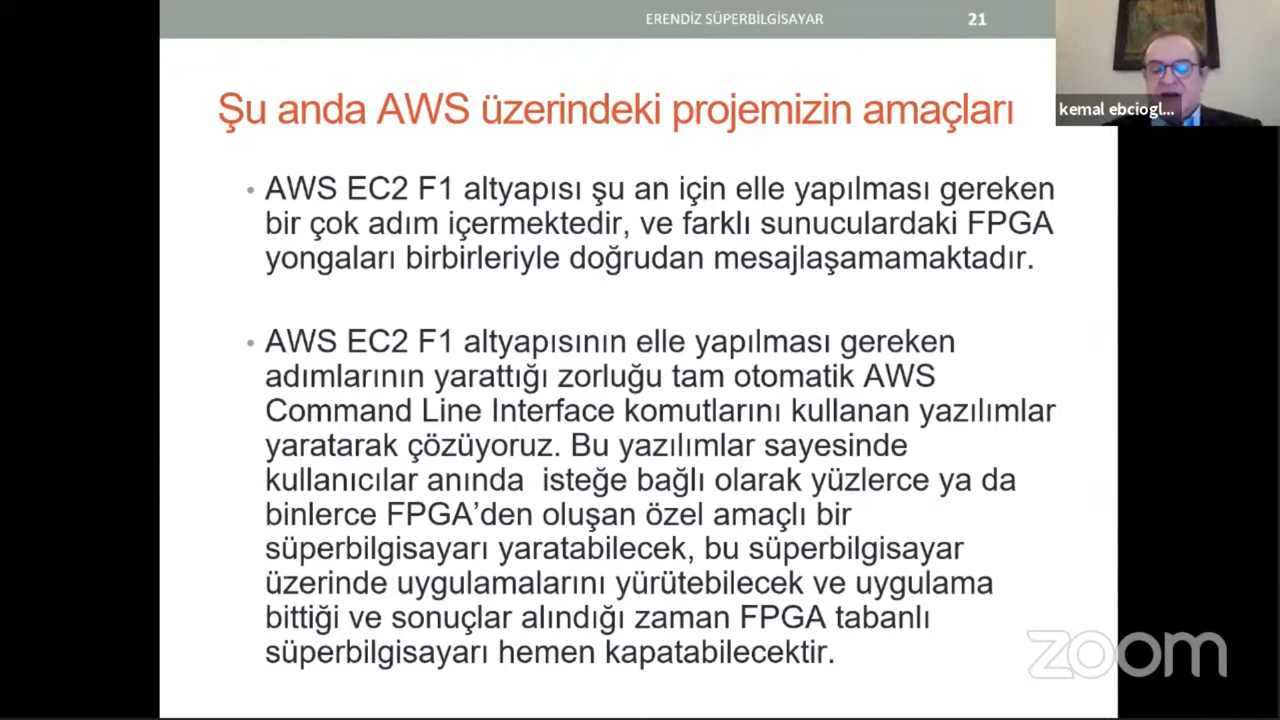 ERENDİZ SÜPERBİLGİSAYAR
21
kemal ebciogl...
Şu anda AWS üzerindeki projemizin amaçları
• AWS EC2 F1 altyapısı şu an için elle yapılması gereken
bir çok adım içermektedir, ve farklı sunuculardaki FPGA
yongaları birbirleriyle doğrudan mesajlaşamamaktadır.
• AWS EC2 F1 altyapısının elle yapılması gereken
adımlarının yarattığı zorluğu tam otomatik AWS
Command Line Interface komutlarını kullanan yazılımlar
yaratarak çözüyoruz. Bu yazılımlar sayesinde
kullanıcılar anında  isteğe bağlı olarak yüzlerce ya da
binlerce FPGA’den oluşan özel amaçlı bir
süperbilgisayarı yaratabilecek, bu süperbilgisayar
üzerinde uygulamalarını yürütebilecek ve uygulama
bittiği ve sonuçlar alındığı zaman FPGA tabanlı
süperbilgisayarı hemen kapatabilecektir.
zoom